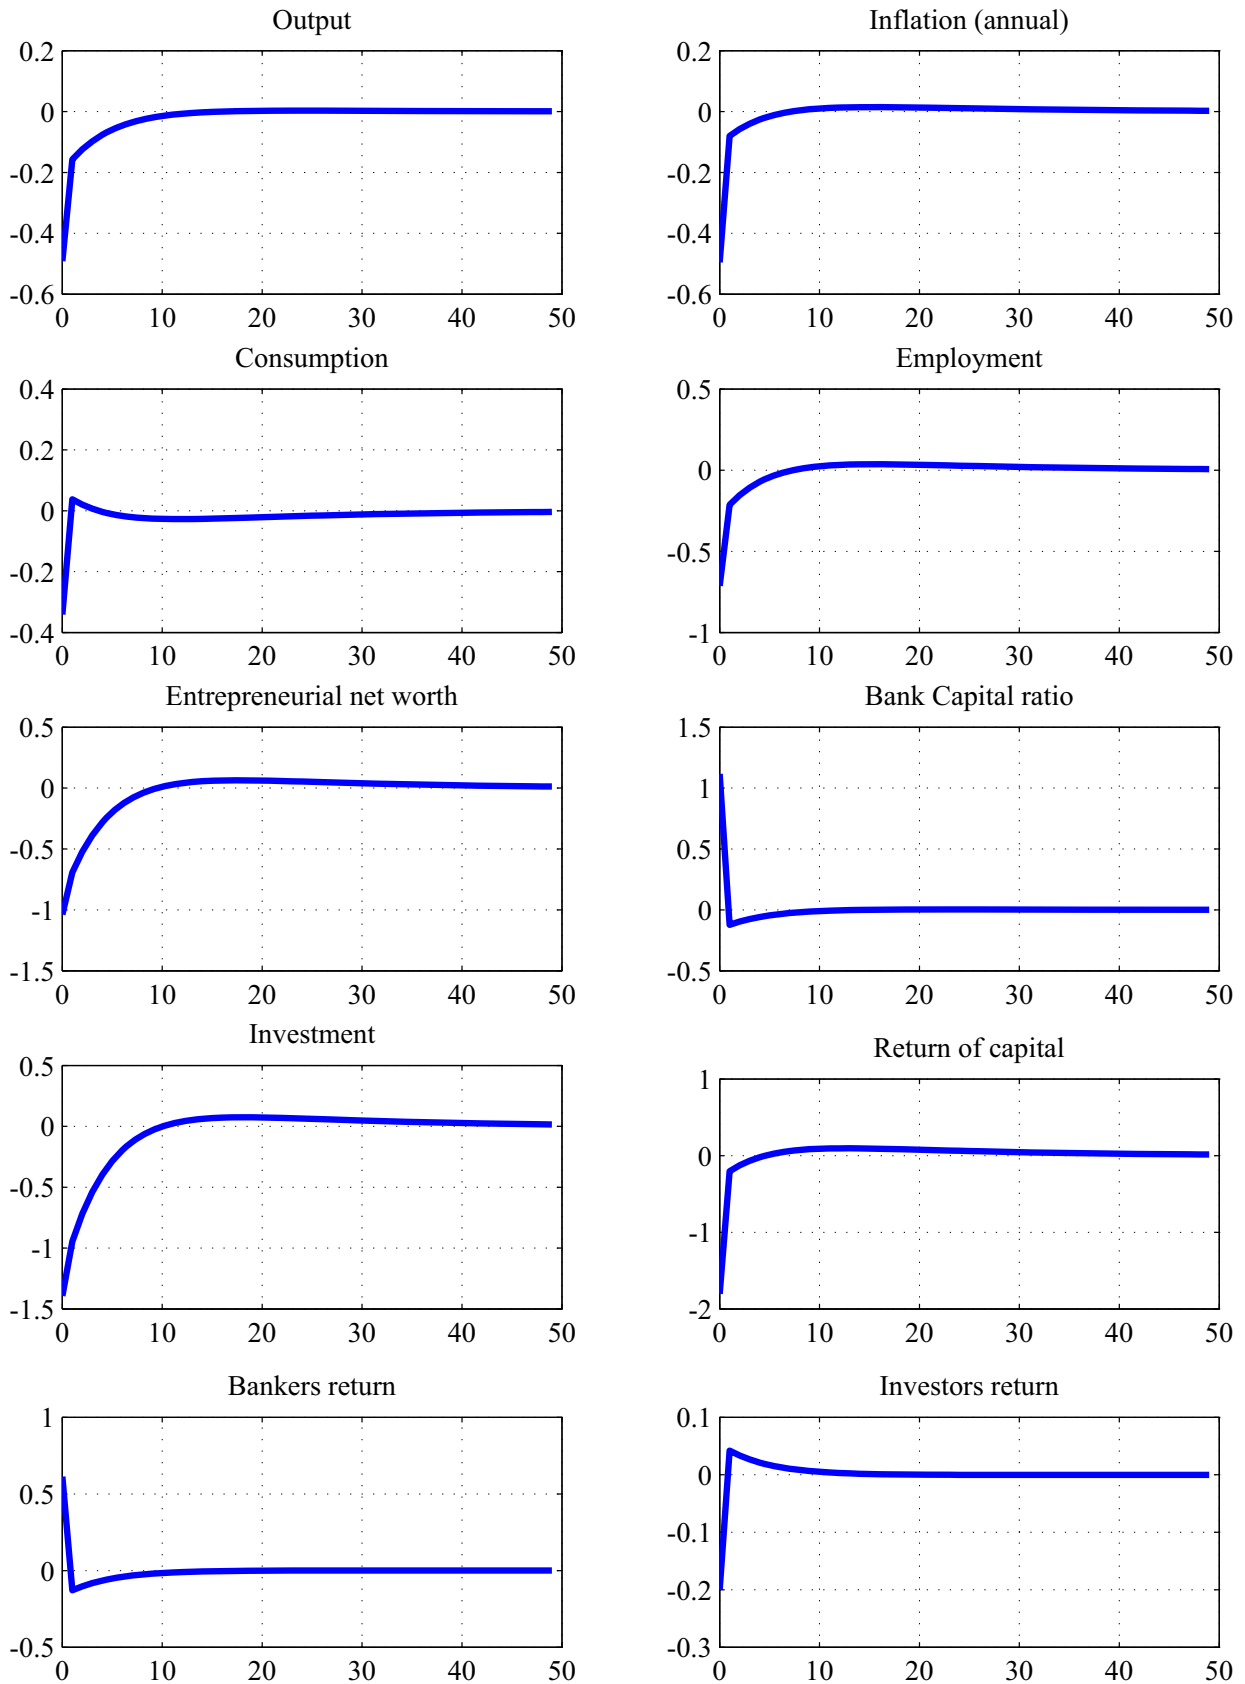 Output
0.2
0
-0.2
-0.4
-0.6
0 10 20 30 40 50
Inflation (annual)
0.2
0
-0.2
-0.4
-0.6
0 10 20 30 40 50
Consumption
0.4
0.2
0
-0.2
-0.4
0 10 20 30 40 50
Employment
0.5
0
-0.5
-1
0 10 20 30 40 50
Entrepreneurial net worth
0.5
0
-0.5
-1
-1.5
0 10 20 30 40 50
Bank Capital ratio
1.5
1
0.5
0
-0.5
0 10 20 30 40 50
Investment
0.5
0
-0.5
-1
-1.5
0 10 20 30 40 50
Return of capital
1
0
-1
-2
0 10 20 30 40 50
Bankers return
1
0.5
0
-0.5
0 10 20 30 40 50
Investors return
0.1
0
-0.1
-0.2
-0.3
0 10 20 30 40 50